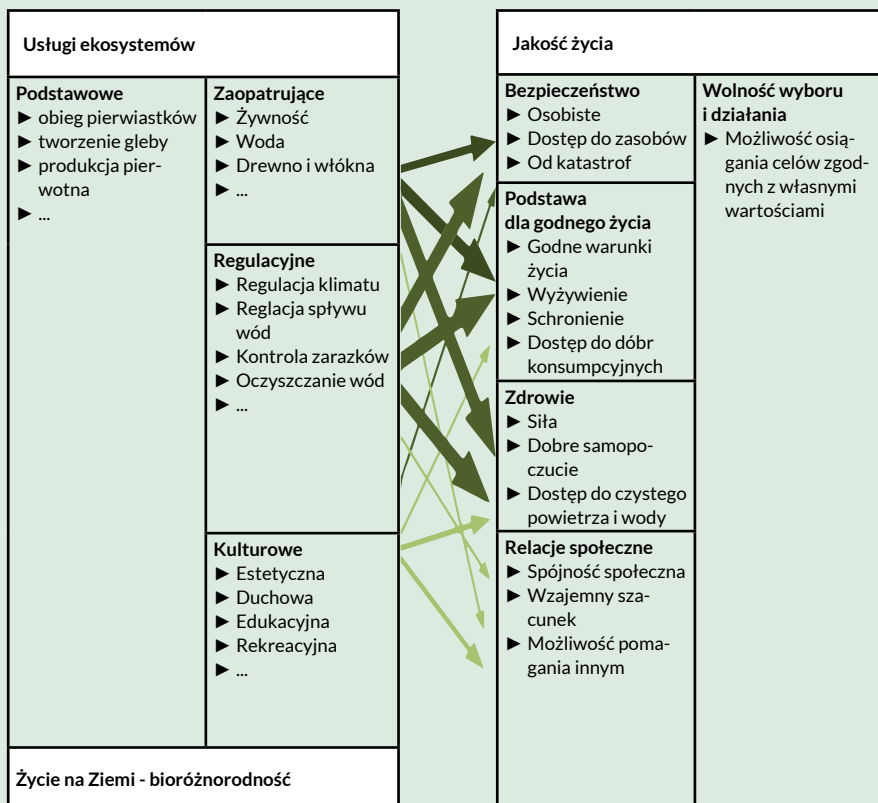 Usługi ekosystemów
Podstawowe
► obieg pierwiastków
► tworzenie gleby
► produkcja pier-
wotna
► ...
Zaopatrujące
► Żywność
► Woda
► Drewno i włókna
► ...
Regulacyjne
► Regulacja klimatu
► Reglacja spływu
wód
► Kontrola zarazków
► Oczyszczanie wód
► ...
Kulturowe
► Estetyczna
► Duchowa
► Edukacyjna
► Rekreacyjna
► ...
Życie na Ziemi - bioróżnorodność
Jakość życia
Bezpieczeństwo
► Osobiste
► Dostęp do zasobów
► Od katastrof
Podstawa
dla godnego życia
► Godne warunki
życia
► Wyżywienie
► Schronienie
► Dostęp do dóbr
konsumpcyjnych
Zdrowie
► Siła
► Dobre samopo-
czucie
► Dostęp do czystego
powietrza i wody
Relacje społeczne
► Spójność społeczna
► Wzajemny sza-
cunek
► Możliwość poma-
gania innym
Wolność wyboru
i działania
► Możliwość osią-
gania celów zgod-
nych z własnymi
wartościami